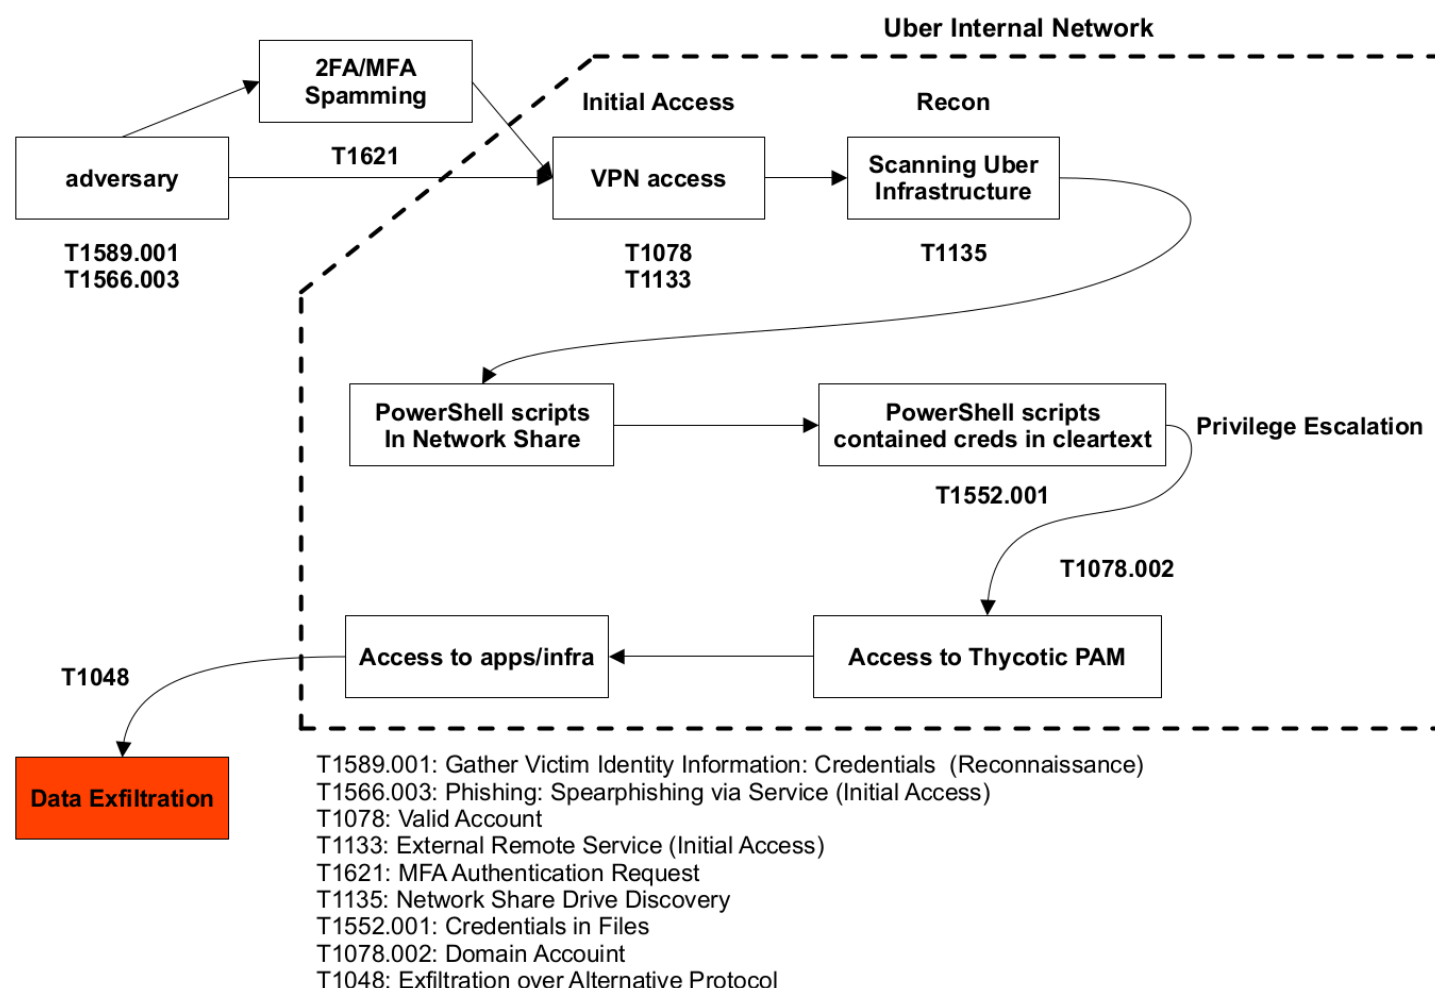 Uber Internal Network
2FA/MFA
Spamming
Initial Access
Recon
adversary
T1621
VPN access
Scanning Uber
Infrastructure
T1589.001
T1566.003
T1078
T1133
T1135
PowerShell scripts
In Network Share
PowerShell scripts
contained creds in cleartext
Privilege Escalation
T1552.001
T1078.002
Access to apps/infra
Access to Thycotic PAM
T1048
Data Exfiltration
T1589.001: Gather Victim Identity Information: Credentials (Reconnaissance)
T1566.003: Phishing: Spearphishing via Service (Initial Access)
T1078: Valid Account
T1133: External Remote Service (Initial Access)
T1621: MFA Authentication Request
T1135: Network Share Drive Discovery
T1552.001: Credentials in Files
T1078.002: Domain Accouint
T1048: Exfiltration over Alternative Protocol